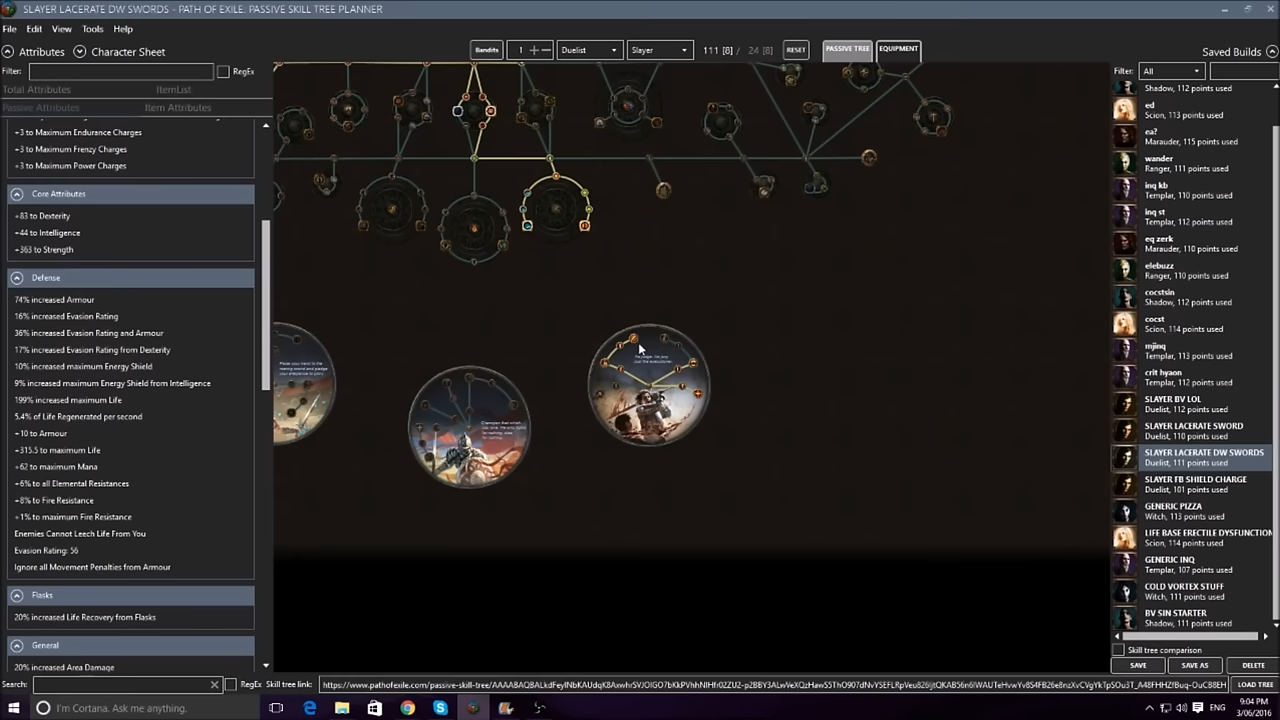 SLAYER LACERATE DW SWORDS - PATH OF EXILE: PASSIVE SKILL TREE PLANNER
File Edit View Tools Help
Attributes Character Sheet
Bandits 1 Duelist Slayer 111 [8] / 24 [8] RESET PASSIVE TREE EQUIPMENT
Saved Builds
Filter: RegEx
Filter: All
Total Attributes ItemList
Passive Attributes Item Attributes
+3 to Maximum Endurance Charges
+3 to Maximum Frenzy Charges
+3 to Maximum Power Charges
Core Attributes
+83 to Dexterity
+44 to Intelligence
+363 to Strength
Defense
74% increased Armour
16% increased Evasion Rating
36% increased Evasion Rating and Armour
17% increased Evasion Rating from Dexterity
10% increased maximum Energy Shield
9% increased maximum Energy Shield from Intelligence
199% increased maximum Life
5.4% of Life Regenerated per second
+10 to Armour
+315.5 to maximum Life
+62 to maximum Mana
+6% to all Elemental Resistances
+8% to Fire Resistance
+1% to maximum Fire Resistance
Enemies Cannot Leech Life From You
Evasion Rating: 56
Ignore all Movement Penalties from Armour
Flasks
20% increased Life Recovery from Flasks
General
20% increased Area Damage
Shadow, 112 points used
ed
Scion, 113 points used
ea?
Marauder, 115 points used
wander
Ranger, 111 points used
inq kb
Templar, 110 points used
inq st
Templar, 112 points used
eq zerk
Marauder, 110 points used
elebuzz
Ranger, 110 points used
cocstsin
Shadow, 112 points used
cocst
Scion, 114 points used
mjinq
Templar, 113 points used
crit hyaon
Templar, 112 points used
SLAYER BV LOL
Duelist, 112 points used
SLAYER LACERATE SWORD
Duelist, 110 points used
SLAYER LACERATE DW SWORDS
Duelist, 111 points used
SLAYER FB SHIELD CHARGE
Duelist, 101 points used
GENERIC PIZZA
Witch, 113 points used
LIFE BASE ERECTILE DYSFUNCTION
Scion, 114 points used
GENERIC INQ
Templar, 107 points used
COLD VORTEX STUFF
Witch, 111 points used
BV SIN STARTER
Shadow, 111 points used
Skill tree comparison
SAVE SAVE AS DELETE
Search: RegEx Skill tree link: LOAD TREE
I'm Cortana. Ask me anything.
ENG
9:04 PM
3/06/2016